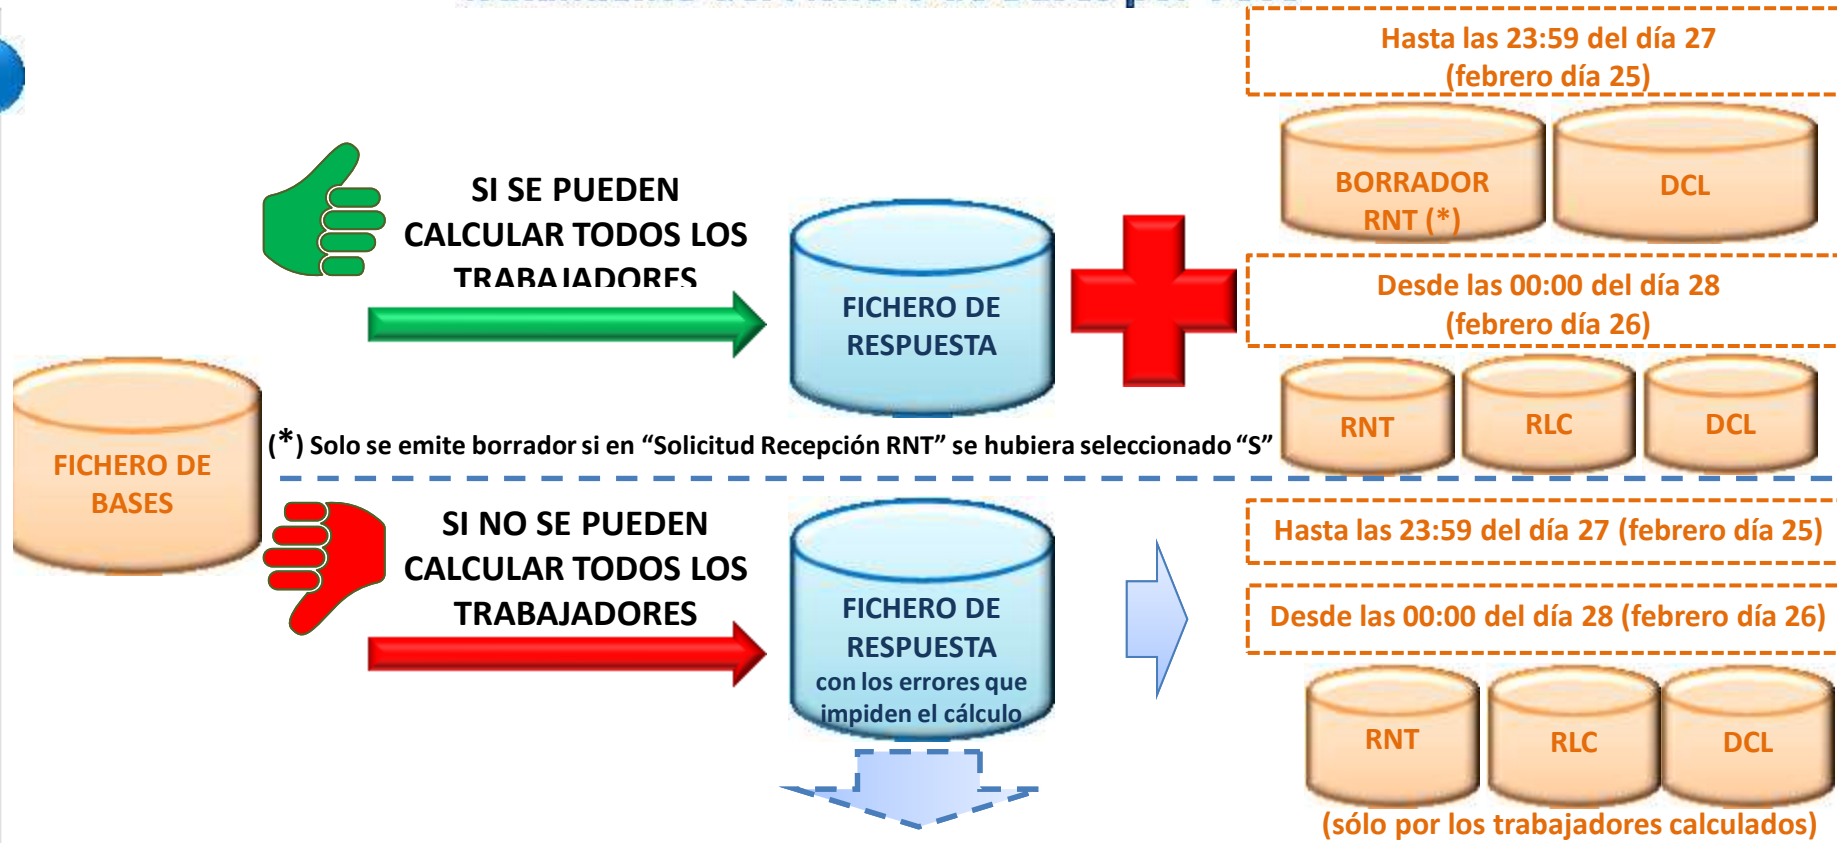 Hasta las 23:59 del día 27
(febrero día 25)
BORRADOR
RNT (*)
DCL
SI SE PUEDEN
CALCULAR TODOS LOS
TRABAJADORES
FICHERO DE
RESPUESTA
Desde las 00:00 del día 28
(febrero día 26)
RNT
RLC
DCL
(*) Solo se emite borrador si en “Solicitud Recepción RNT” se hubiera seleccionado “S”
FICHERO DE
BASES
SI NO SE PUEDEN
CALCULAR TODOS LOS
TRABAJADORES
FICHERO DE
RESPUESTA
con los errores que
impiden el cálculo
Hasta las 23:59 del día 27 (febrero día 25)
Desde las 00:00 del día 28 (febrero día 26)
RNT
RLC
DCL
(sólo por los trabajadores calculados)